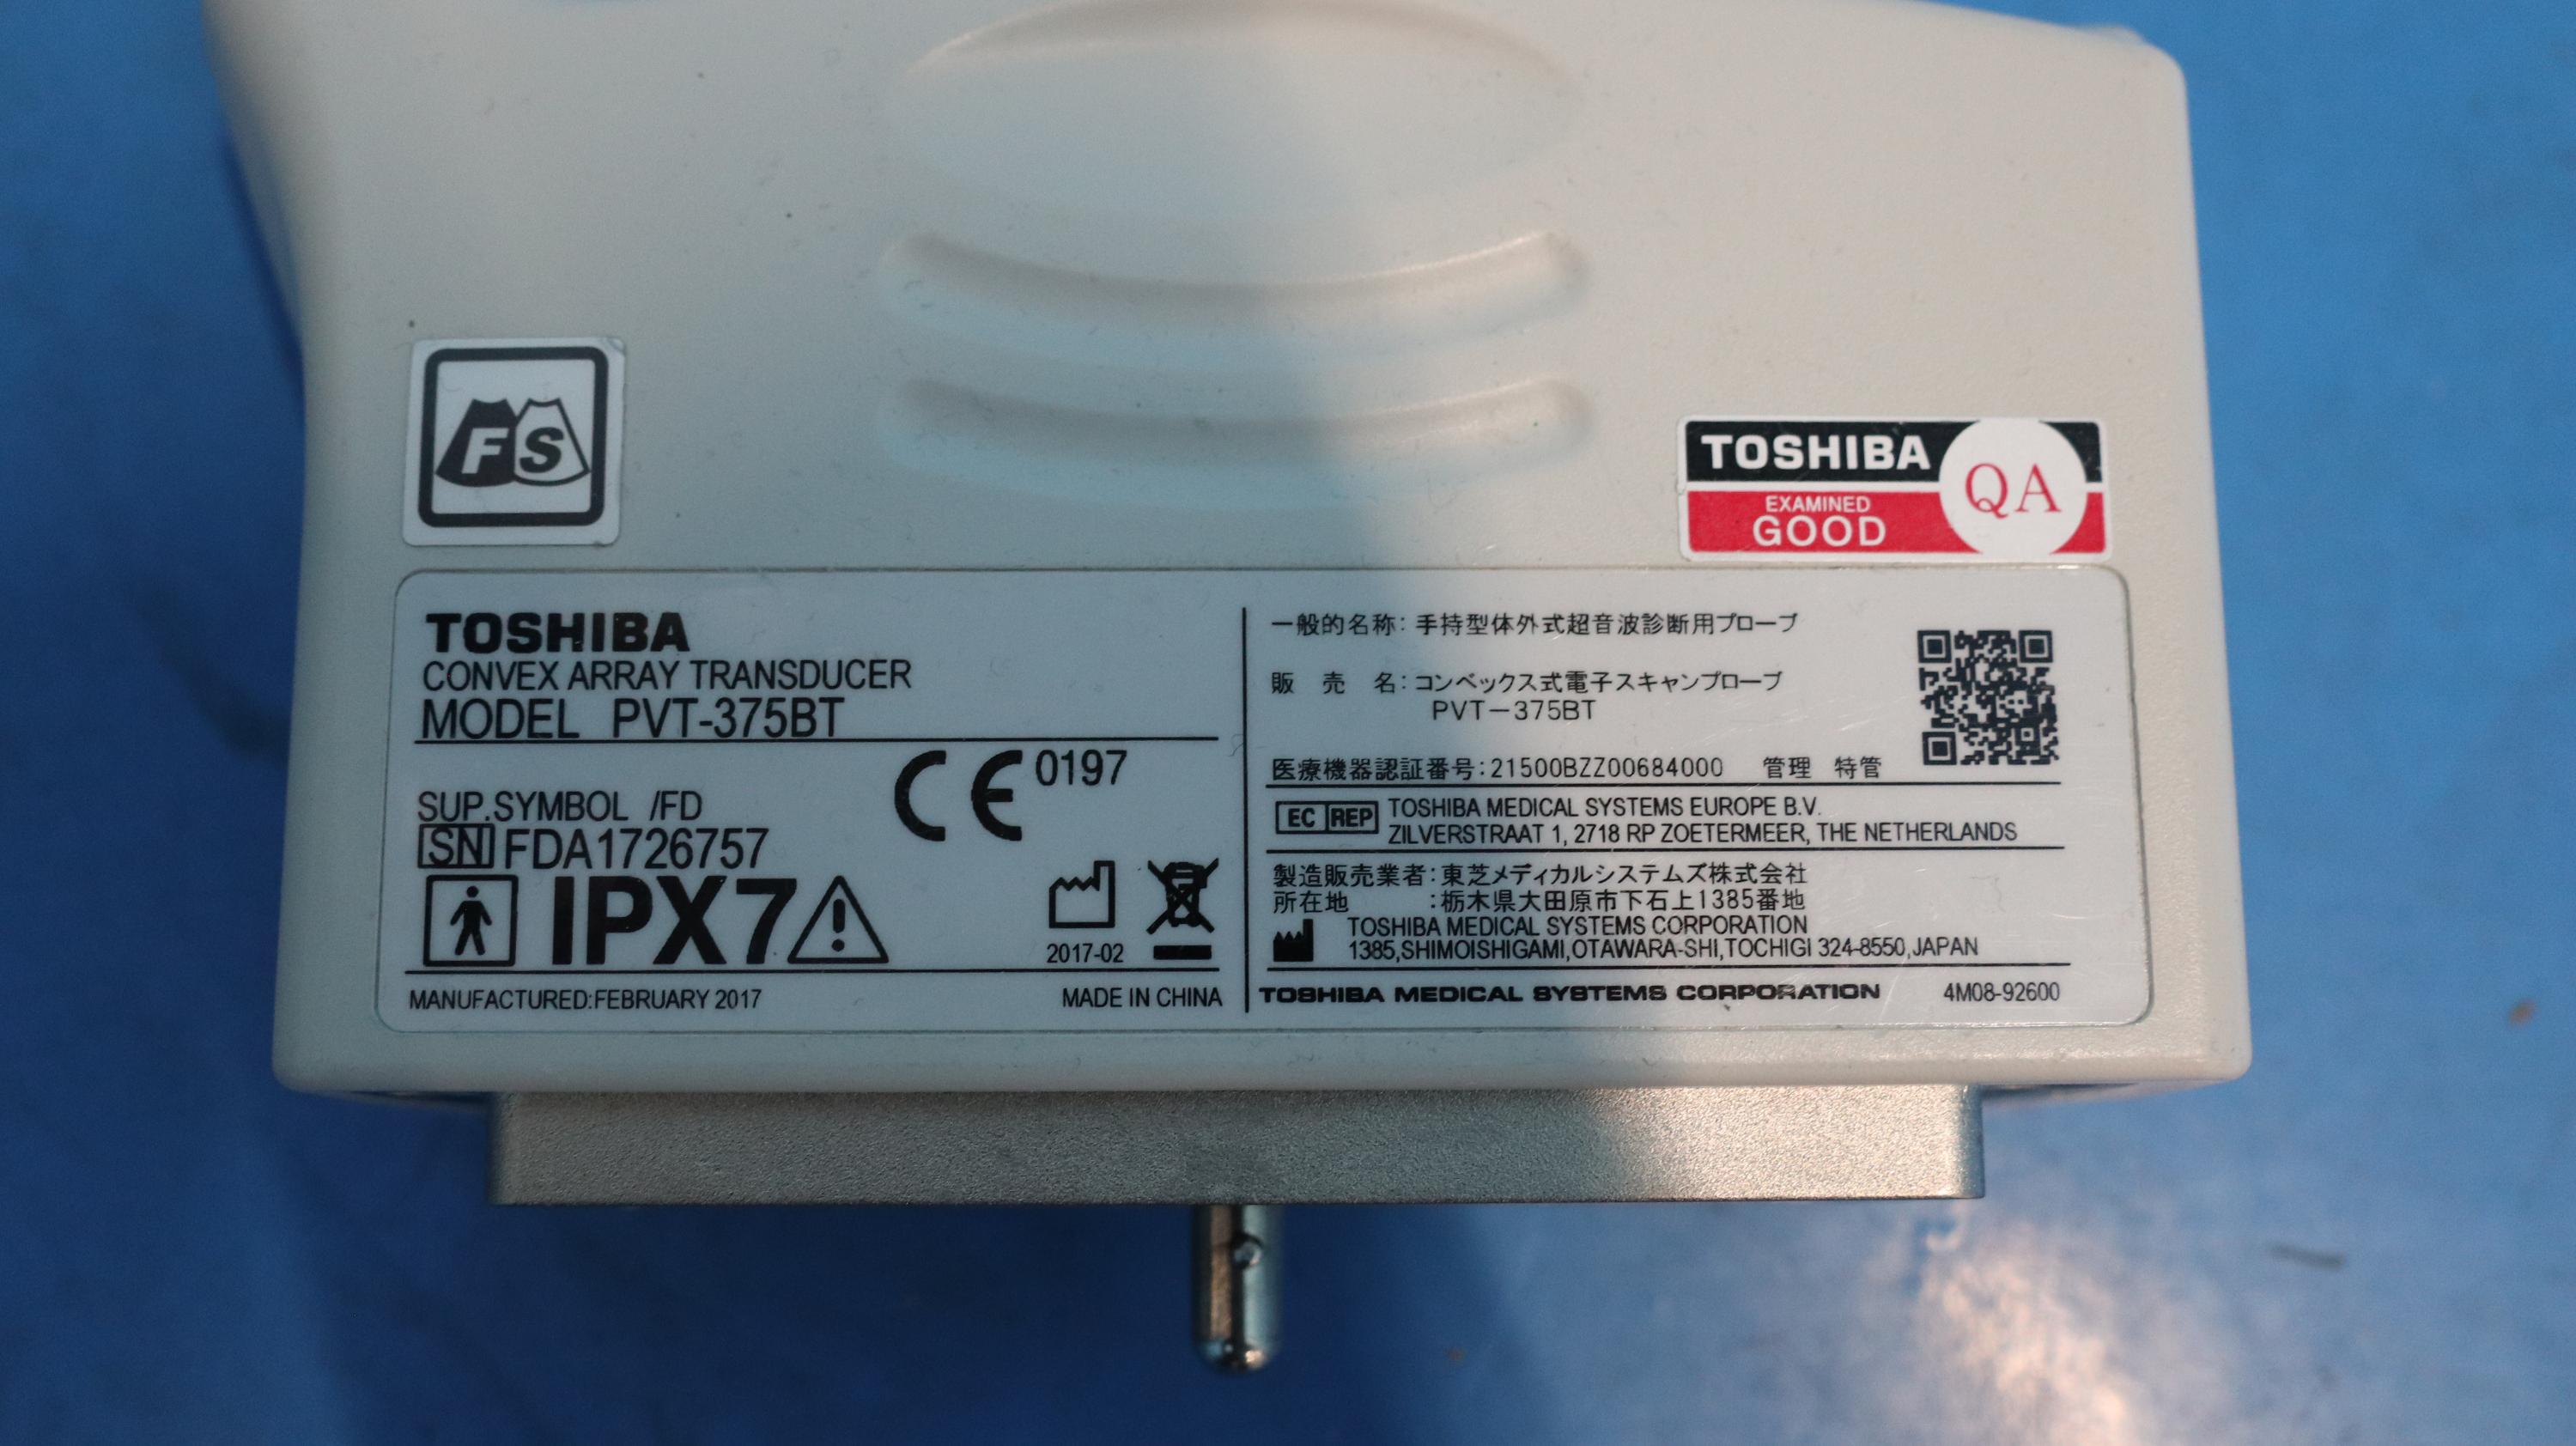 FS
TOSHIBA
EXAMINED
GOOD
QA
TOSHIBA
CONVEX ARRAY TRANSDUCER
MODEL PVT-375BT
CE 0197
SUP.SYMBOL /FD
SN FDA1726757
IPX7
2017-02
MANUFACTURED:FEBRUARY 2017
MADE IN CHINA
一般的名称：手持型体外式超音波診断用プローブ
販 売 名：コンベックス式電子スキャンプローブ
PVT－375BT
医療機器認証番号：21500BZZ00684000 管理 特管
EC REP TOSHIBA MEDICAL SYSTEMS EUROPE B.V.
ZILVERSTRAAT 1, 2718 RP ZOETERMEER, THE NETHERLANDS
製造販売業者：東芝メディカルシステムズ株式会社
所在地 ：栃木県大田原市下石上1385番地
TOSHIBA MEDICAL SYSTEMS CORPORATION
1385,SHIMOISHIGAMI,OTAWARA-SHI,TOCHIGI 324-8550,JAPAN
TOSHIBA MEDICAL SYSTEMS CORPORATION 4M08-92600